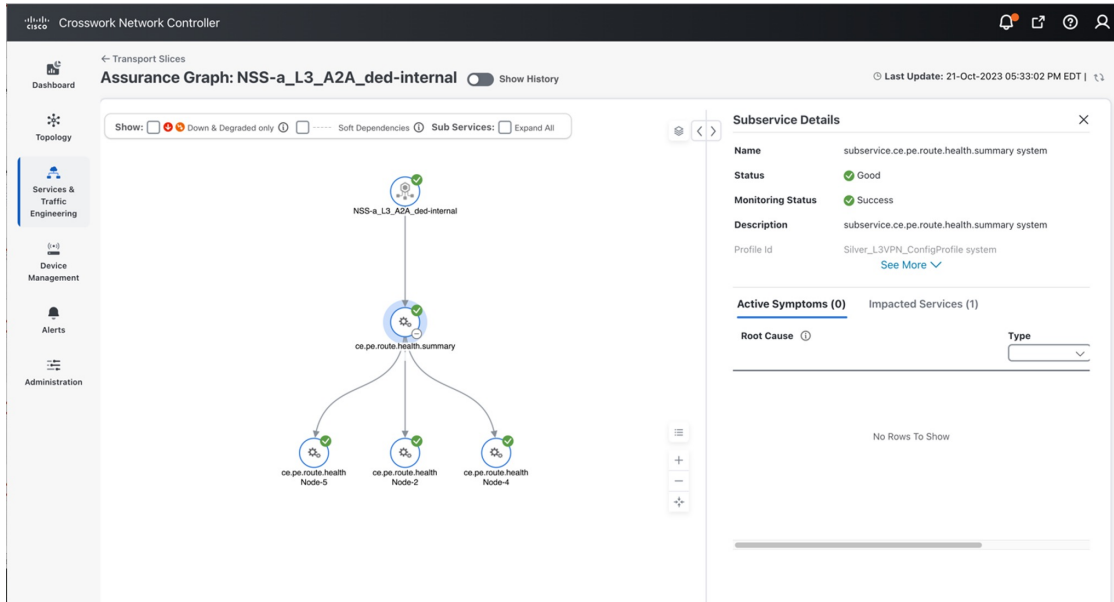 cisco Crosswork Network Controller
Dashboard
Topology
Services &
Traffic
Engineering
Device
Management
Alerts
Administration
← Transport Slices
Assurance Graph: NSS-a_L3_A2A_ded-internal Show History
Last Update: 21-Oct-2023 05:33:02 PM EDT |
Show: Down & Degraded only Soft Dependencies Sub Services: Expand All
NSS-a_L3_A2A_ded-internal
ce.pe.route.health.summary
ce.pe.route.health
Node-5
ce.pe.route.health
Node-2
ce.pe.route.health
Node-4
Subservice Details
Name subservice.ce.pe.route.health.summary system
Status Good
Monitoring Status Success
Description subservice.ce.pe.route.health.summary system
Profile Id Silver_L3VPN_ConfigProfile system
See More
Active Symptoms (0) Impacted Services (1)
Root Cause Type
No Rows To Show